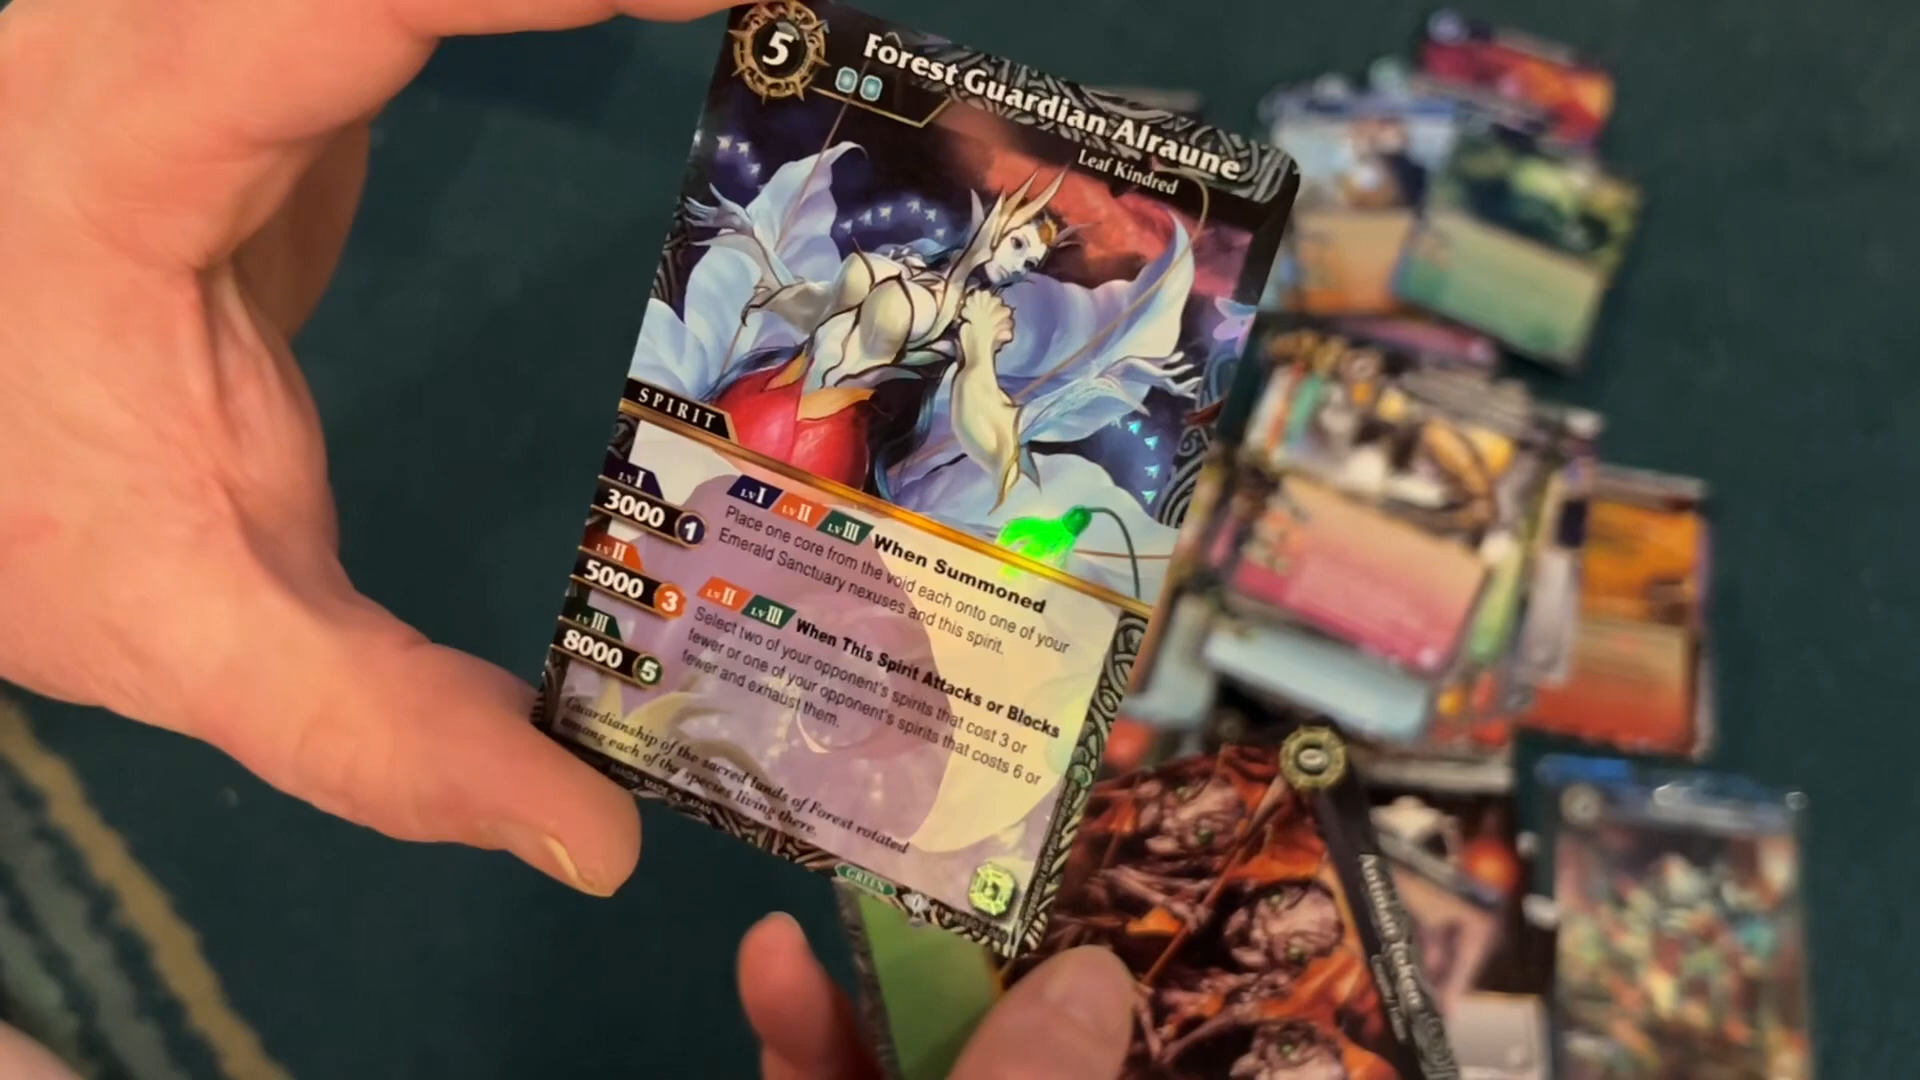 5
Forest Guardian Alraune
Leaf Kindred
SPIRIT
LV I
3000 1
LV II
5000 3
LV III
8000 5
LV I LV II LV III When Summoned
Place one core from the void each onto one of your
Emerald Sanctuary nexuses and this spirit.
LV II LV III When This Spirit Attacks or Blocks
Select two of your opponent's spirits that cost 3 or
fewer or one of your opponent's spirits that costs 6 or
fewer and exhaust them.
Guardianship of the sacred lands of Forest rotated
among each of the species living there.
BANDAI MADE IN JAPAN
GREEN